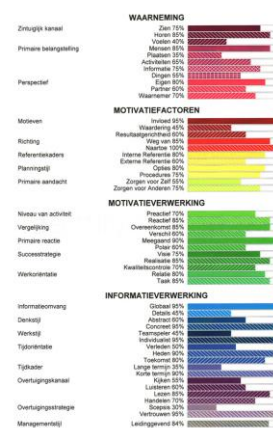 WAARNEMING
Zintuiglijk kanaal Zien 75%
Horen 85%
Voelen 40%
Primaire belangstelling Mensen 85%
Plaatsen 35%
Activiteiten 65%
Informatie 75%
Dingen 55%
Perspectief Eigen 80%
Partner 60%
Waarnemer 70%
MOTIVATIEFACTOREN
Motieven Invloed 95%
Waardering 45%
Resultaatgerichtheid 60%
Richting Weg van 85%
Naartoe 100%
Referentiekaders Interne Referentie 80%
Externe Referentie 60%
Planningstijl Opties 80%
Procedures 75%
Primaire aandacht Zorgen voor Zelf 55%
Zorgen voor Anderen 75%
MOTIVATIEVERWERKING
Niveau van activiteit Preactief 70%
Reactief 65%
Vergelijking Overeenkomst 85%
Verschil 60%
Primaire reactie Meegaand 90%
Polair 60%
Successtrategie Visie 75%
Realisatie 85%
Kwaliteitscontrole 70%
Werkoriëntatie Relatie 80%
Taak 85%
INFORMATIEVERWERKING
Informatieomvang Globaal 95%
Details 45%
Denkstijl Abstract 60%
Concreet 95%
Werkstijl Teamspeler 45%
Individualist 95%
Tijdoriëntatie Verleden 50%
Heden 90%
Toekomst 80%
Tijdkader Lange termijn 35%
Korte termijn 90%
Overtuigingskanaal Kijken 55%
Luisteren 60%
Lezen 85%
Handelen 70%
Overtuigingsstrategie Scepsis 30%
Vertrouwen 95%
Managementstijl Leidinggevend 84%